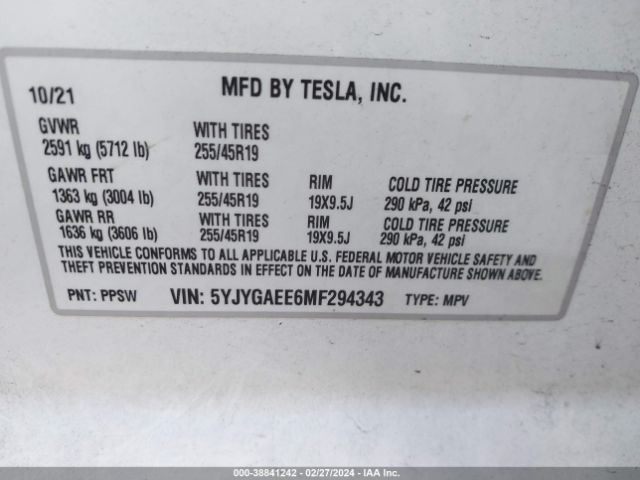 10/21 MFD BY TESLA, INC.
GVWR WITH TIRES
2591 kg (5712 lb) 255/45R19
GAWR FRT WITH TIRES RIM COLD TIRE PRESSURE
1363 kg (3004 lb) 255/45R19 19X9.5J 290 kPa, 42 psi
GAWR RR WITH TIRES RIM COLD TIRE PRESSURE
1636 kg (3606 lb) 255/45R19 19X9.5J 290 kPa, 42 psi
THIS VEHICLE CONFORMS TO ALL APPLICABLE U.S. FEDERAL MOTOR VEHICLE SAFETY AND
THEFT PREVENTION STANDARDS IN EFFECT ON THE DATE OF MANUFACTURE SHOWN ABOVE.
PNT: PPSW VIN: 5YJYGAEE6MF294343 TYPE: MPV
000-38841242 - 02/27/2024 - IAA Inc.